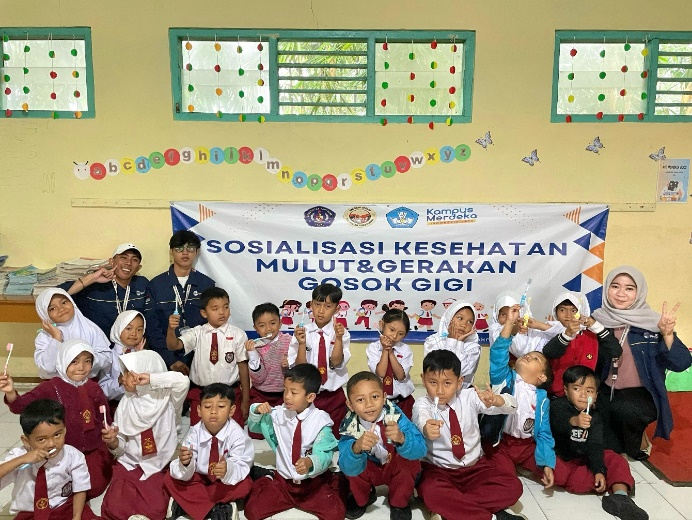 abcdefghijklmnopqrstuvwxyz
Kampus
Merdeka
SOSIALISASI KESEHATAN
MULUT&GERAKAN
GOSOK GIGI